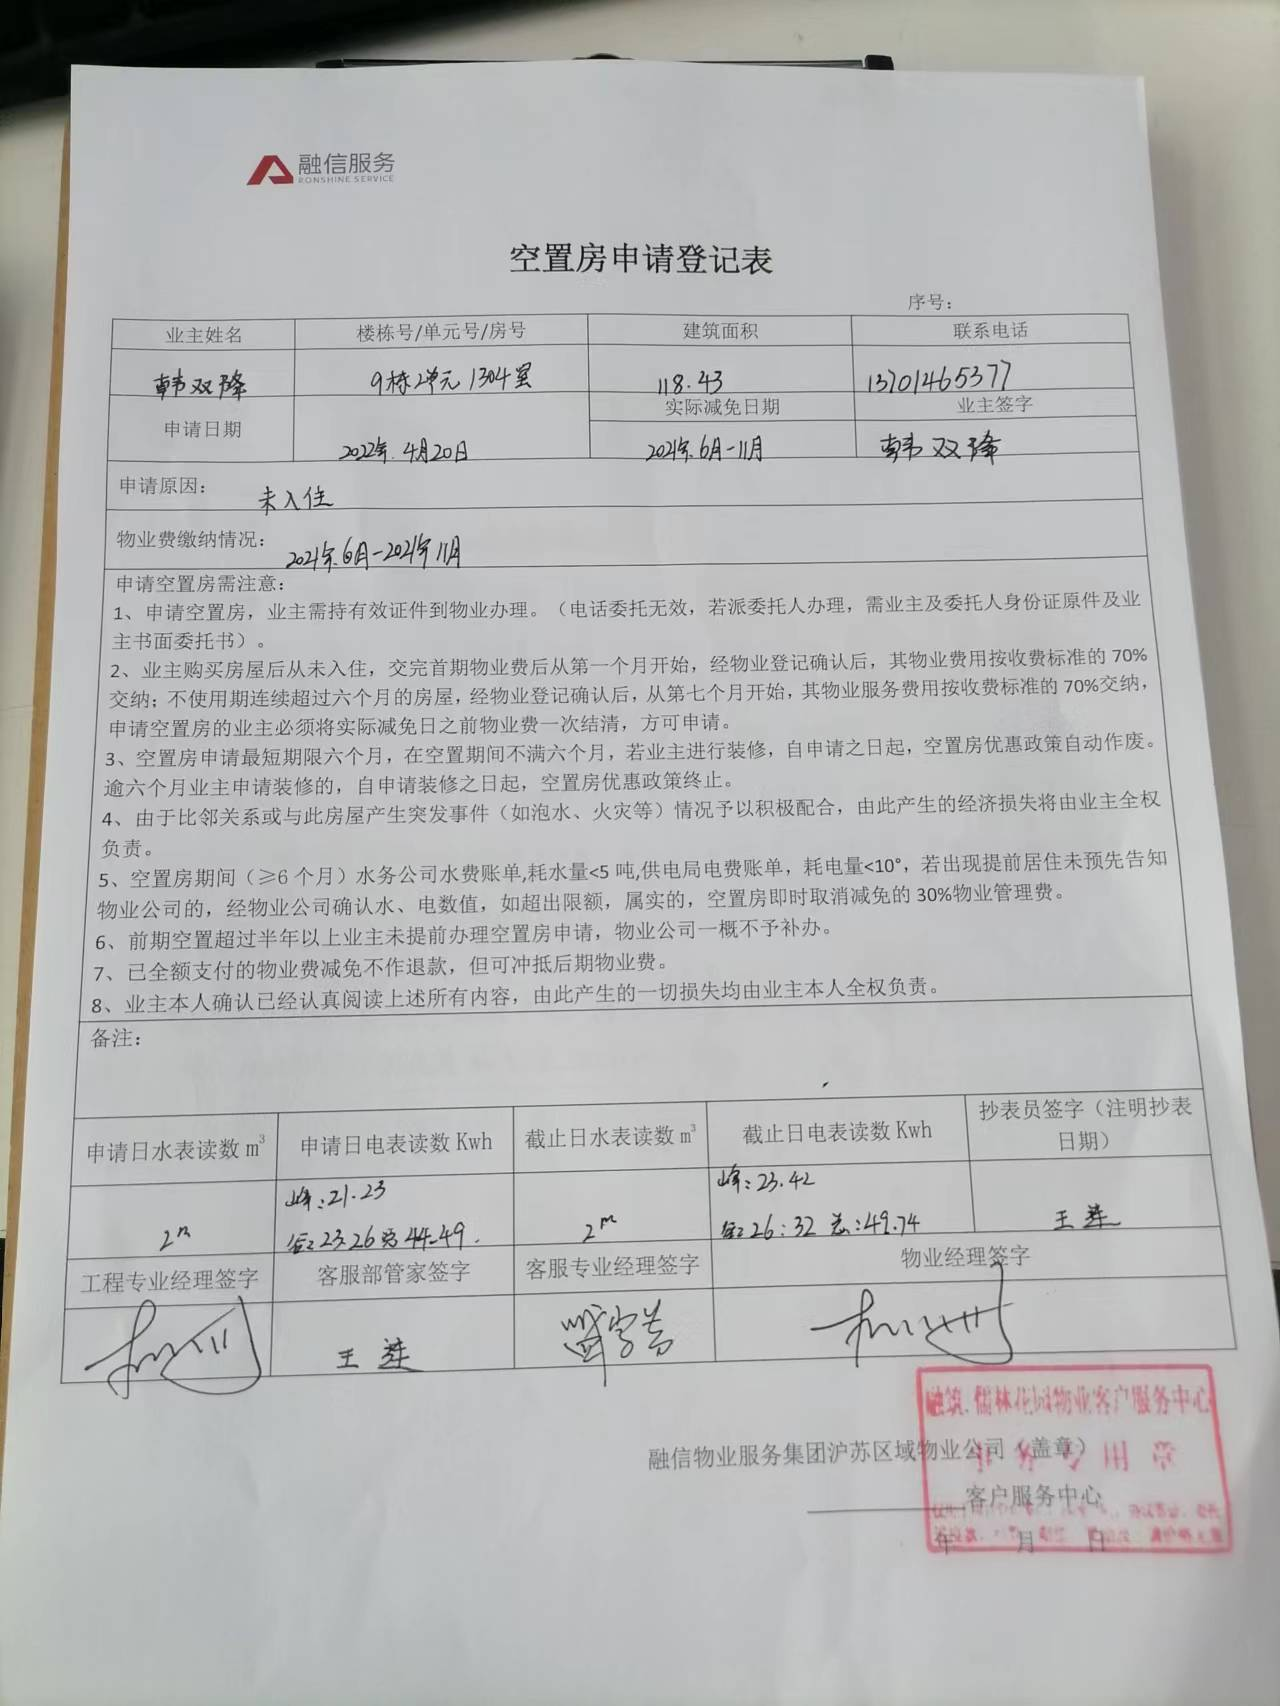 融信服务
RONSHINE SERVICE
空置房申请登记表
序号：
业主姓名 楼栋号/单元号/房号 建筑面积 联系电话
韩双降 9栋2单元1304室 118.43 13701465377
申请日期 实际减免日期 业主签字
2022年.4月20日 2021年.6月-11月 韩双降
申请原因： 未入住
物业费缴纳情况： 2021年.6月-2021年11月
申请空置房需注意：
1、申请空置房，业主需持有效证件到物业办理。（电话委托无效，若派委托人办理，需业主及委托人身份证原件及业
主书面委托书）。
2、业主购买房屋后从未入住，交完首期物业费后从第一个月开始，经物业登记确认后，其物业费用按收费标准的 70%
交纳；不使用期连续超过六个月的房屋，经物业登记确认后，从第七个月开始，其物业服务费用按收费标准的 70%交纳，
申请空置房的业主必须将实际减免日之前物业费一次结清，方可申请。
3、空置房申请最短期限六个月，在空置期间不满六个月，若业主进行装修，自申请之日起，空置房优惠政策自动作废。
逾六个月业主申请装修的，自申请装修之日起，空置房优惠政策终止。
4、由于比邻关系或与此房屋产生突发事件（如泡水、火灾等）情况予以积极配合，由此产生的经济损失将由业主全权
负责。
5、空置房期间（≥6 个月）水务公司水费账单,耗水量<5 吨,供电局电费账单，耗电量<10°，若出现提前居住未预先告知
物业公司的，经物业公司确认水、电数值，如超出限额，属实的，空置房即时取消减免的 30%物业管理费。
6、前期空置超过半年以上业主未提前办理空置房申请，物业公司一概不予补办。
7、已全额支付的物业费减免不作退款，但可冲抵后期物业费。
8、业主本人确认已经认真阅读上述所有内容，由此产生的一切损失均由业主本人全权负责。
备注：
申请日水表读数 m³ 申请日电表读数 Kwh 截止日水表读数 m³ 截止日电表读数 Kwh 抄表员签字（注明抄表
日期）
峰:21.23 峰:23.42
2m 谷:23.26 总44.49. 2m 谷:26:32 总:49.74 王莲
工程专业经理签字 客服部管家签字 客服专业经理签字 物业经理签字
王莲
融筑.儒林花园物业客户服务中心
融信物业服务集团沪苏区域物业公司（盖章）
客户服务中心
年 月 日